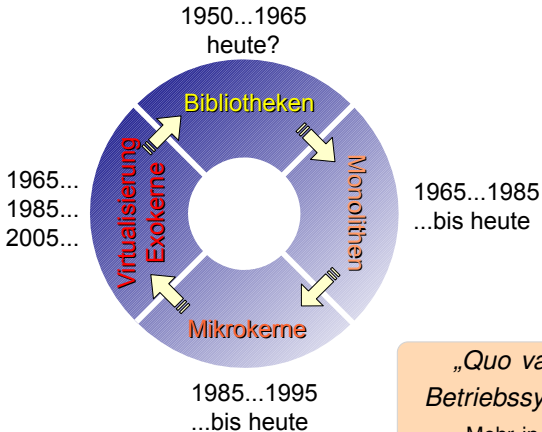 1950...1965
heute?
Bibliotheken
Monolithen
1965...1985
...bis heute
Mikrokerne
1985...1995
...bis heute
Virtualisierung
Exokerne
1965...
1985...
2005...
„Quo va
Betriebssy
Mehr in